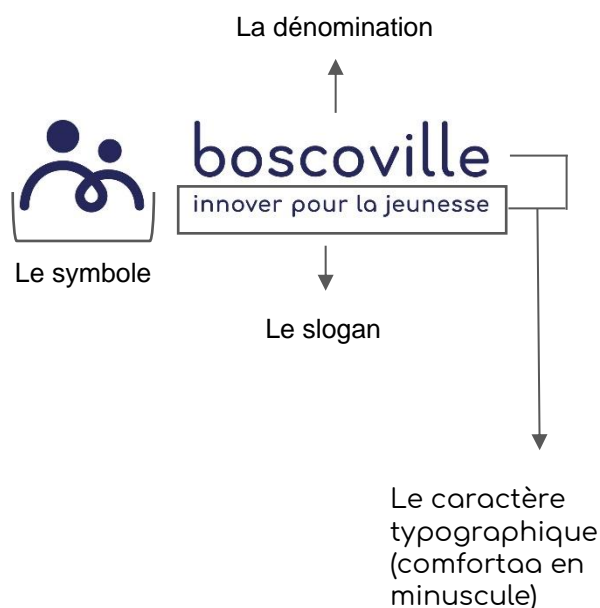 La dénomination
boscoville
innover pour la jeunesse
Le symbole
Le slogan
Le caractère
typographique
(comfortaa en
minuscule)